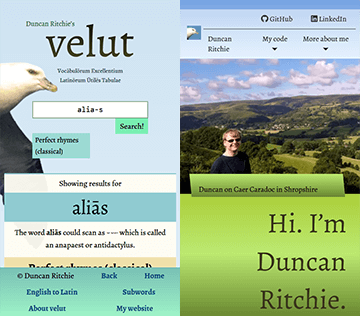 Duncan Ritchie's
velut
Vocābulōrum Excellentium
Latīnōrum Ūtilēs Tabulae
alia-s
Search!
Perfect rhymes
(classical)
Showing results for
aliās
The word aliās could scan as ⏑⏑– which is called
an anapaest or antidactylus.
Perfect rhymes (classical)
© Duncan Ritchie
Back
Home
English to Latin
Subwords
About velut
My website
GitHub
LinkedIn
Duncan
Ritchie
My code
More about me
Duncan on Caer Caradoc in Shropshire
Hi. I'm
Duncan
Ritchie.